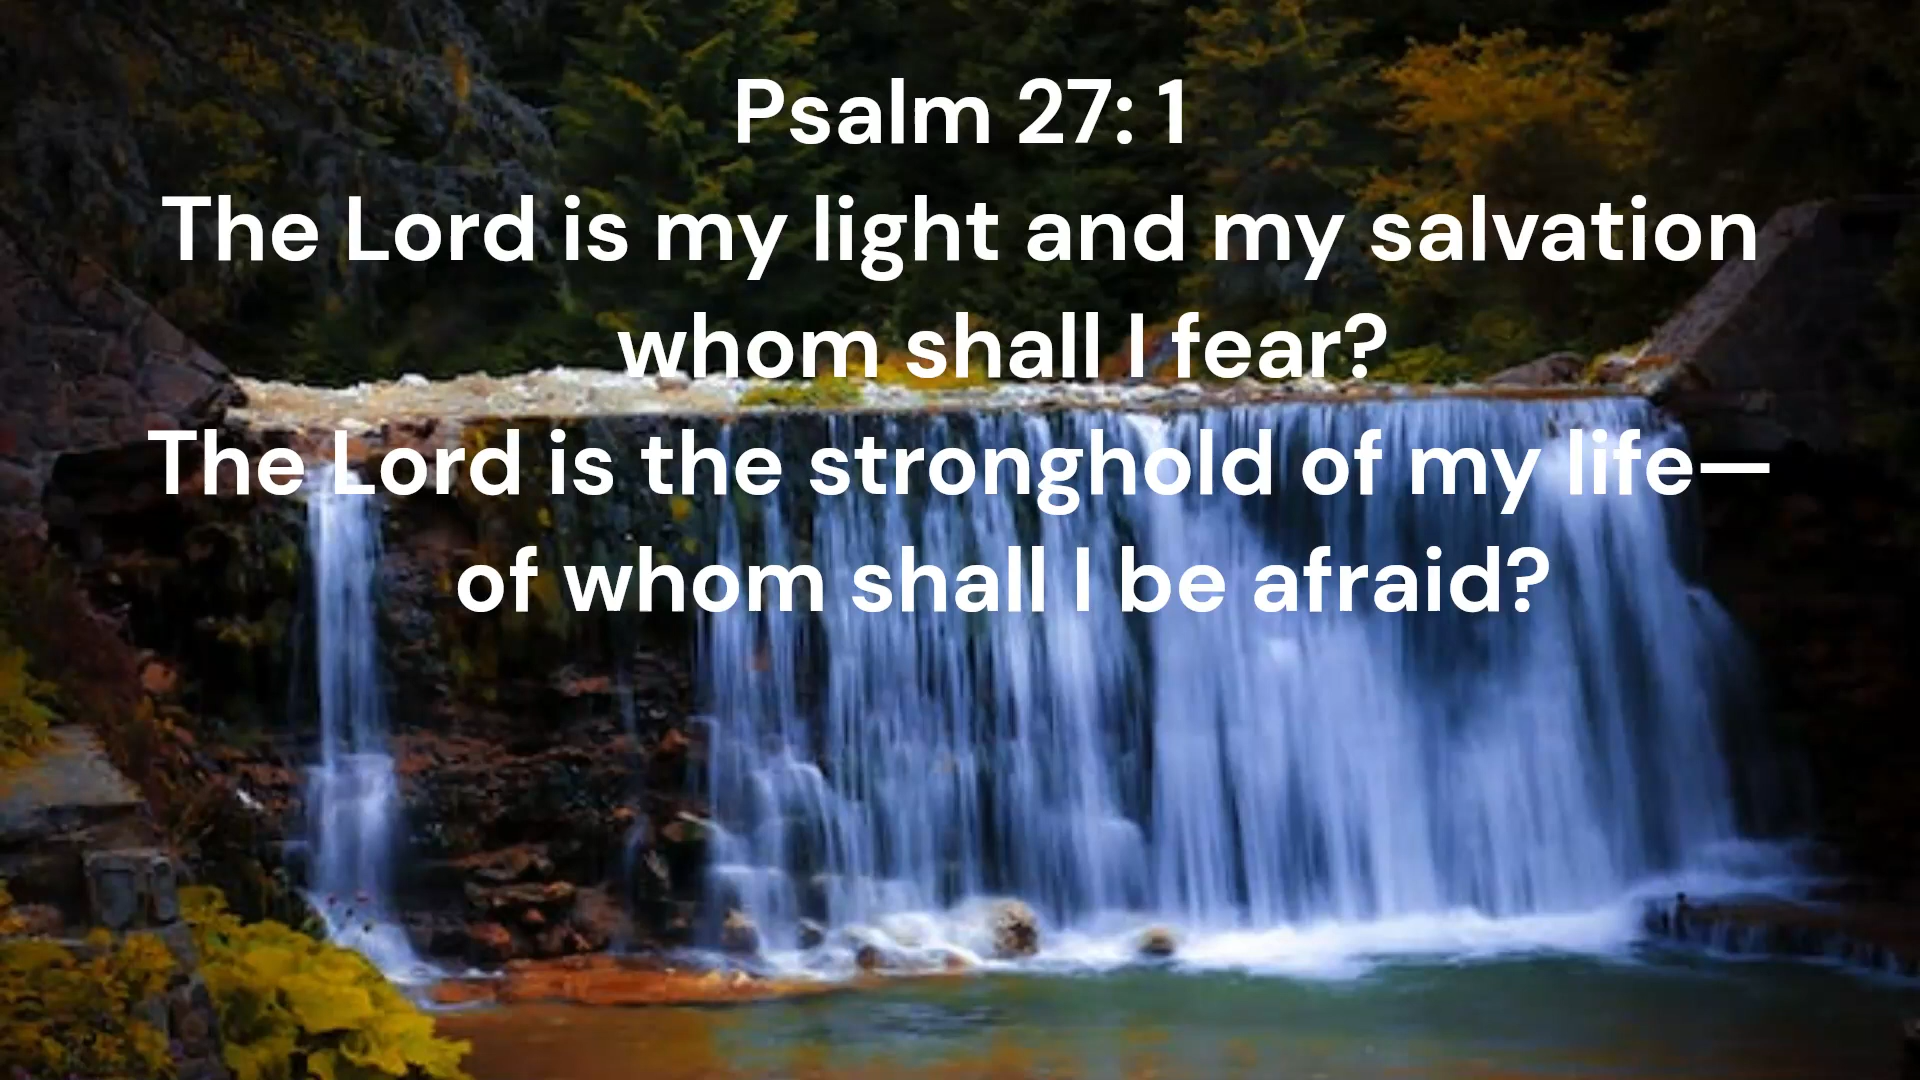 Psalm 27: 1
The Lord is my light and my salvation
whom shall I fear?
The Lord is the stronghold of my life—
of whom shall I be afraid?